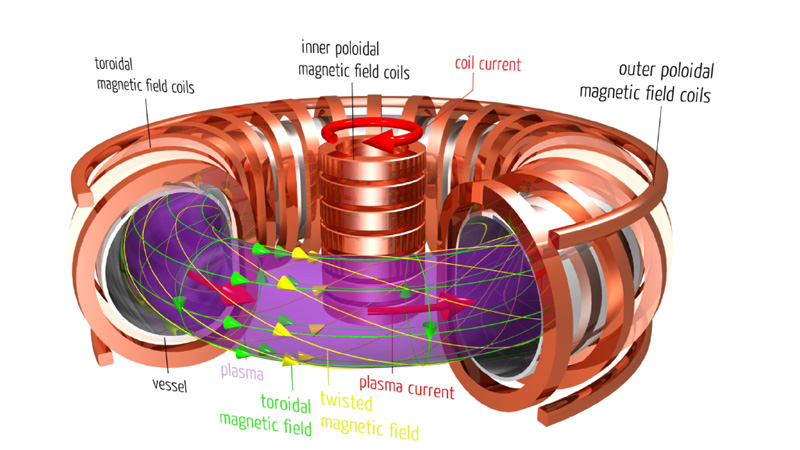 toroidal
magnetic field coils
inner poloidal
magnetic field coils
coil current
outer poloidal
magnetic field coils
vessel
plasma
toroidal
magnetic field
twisted
magnetic field
plasma current